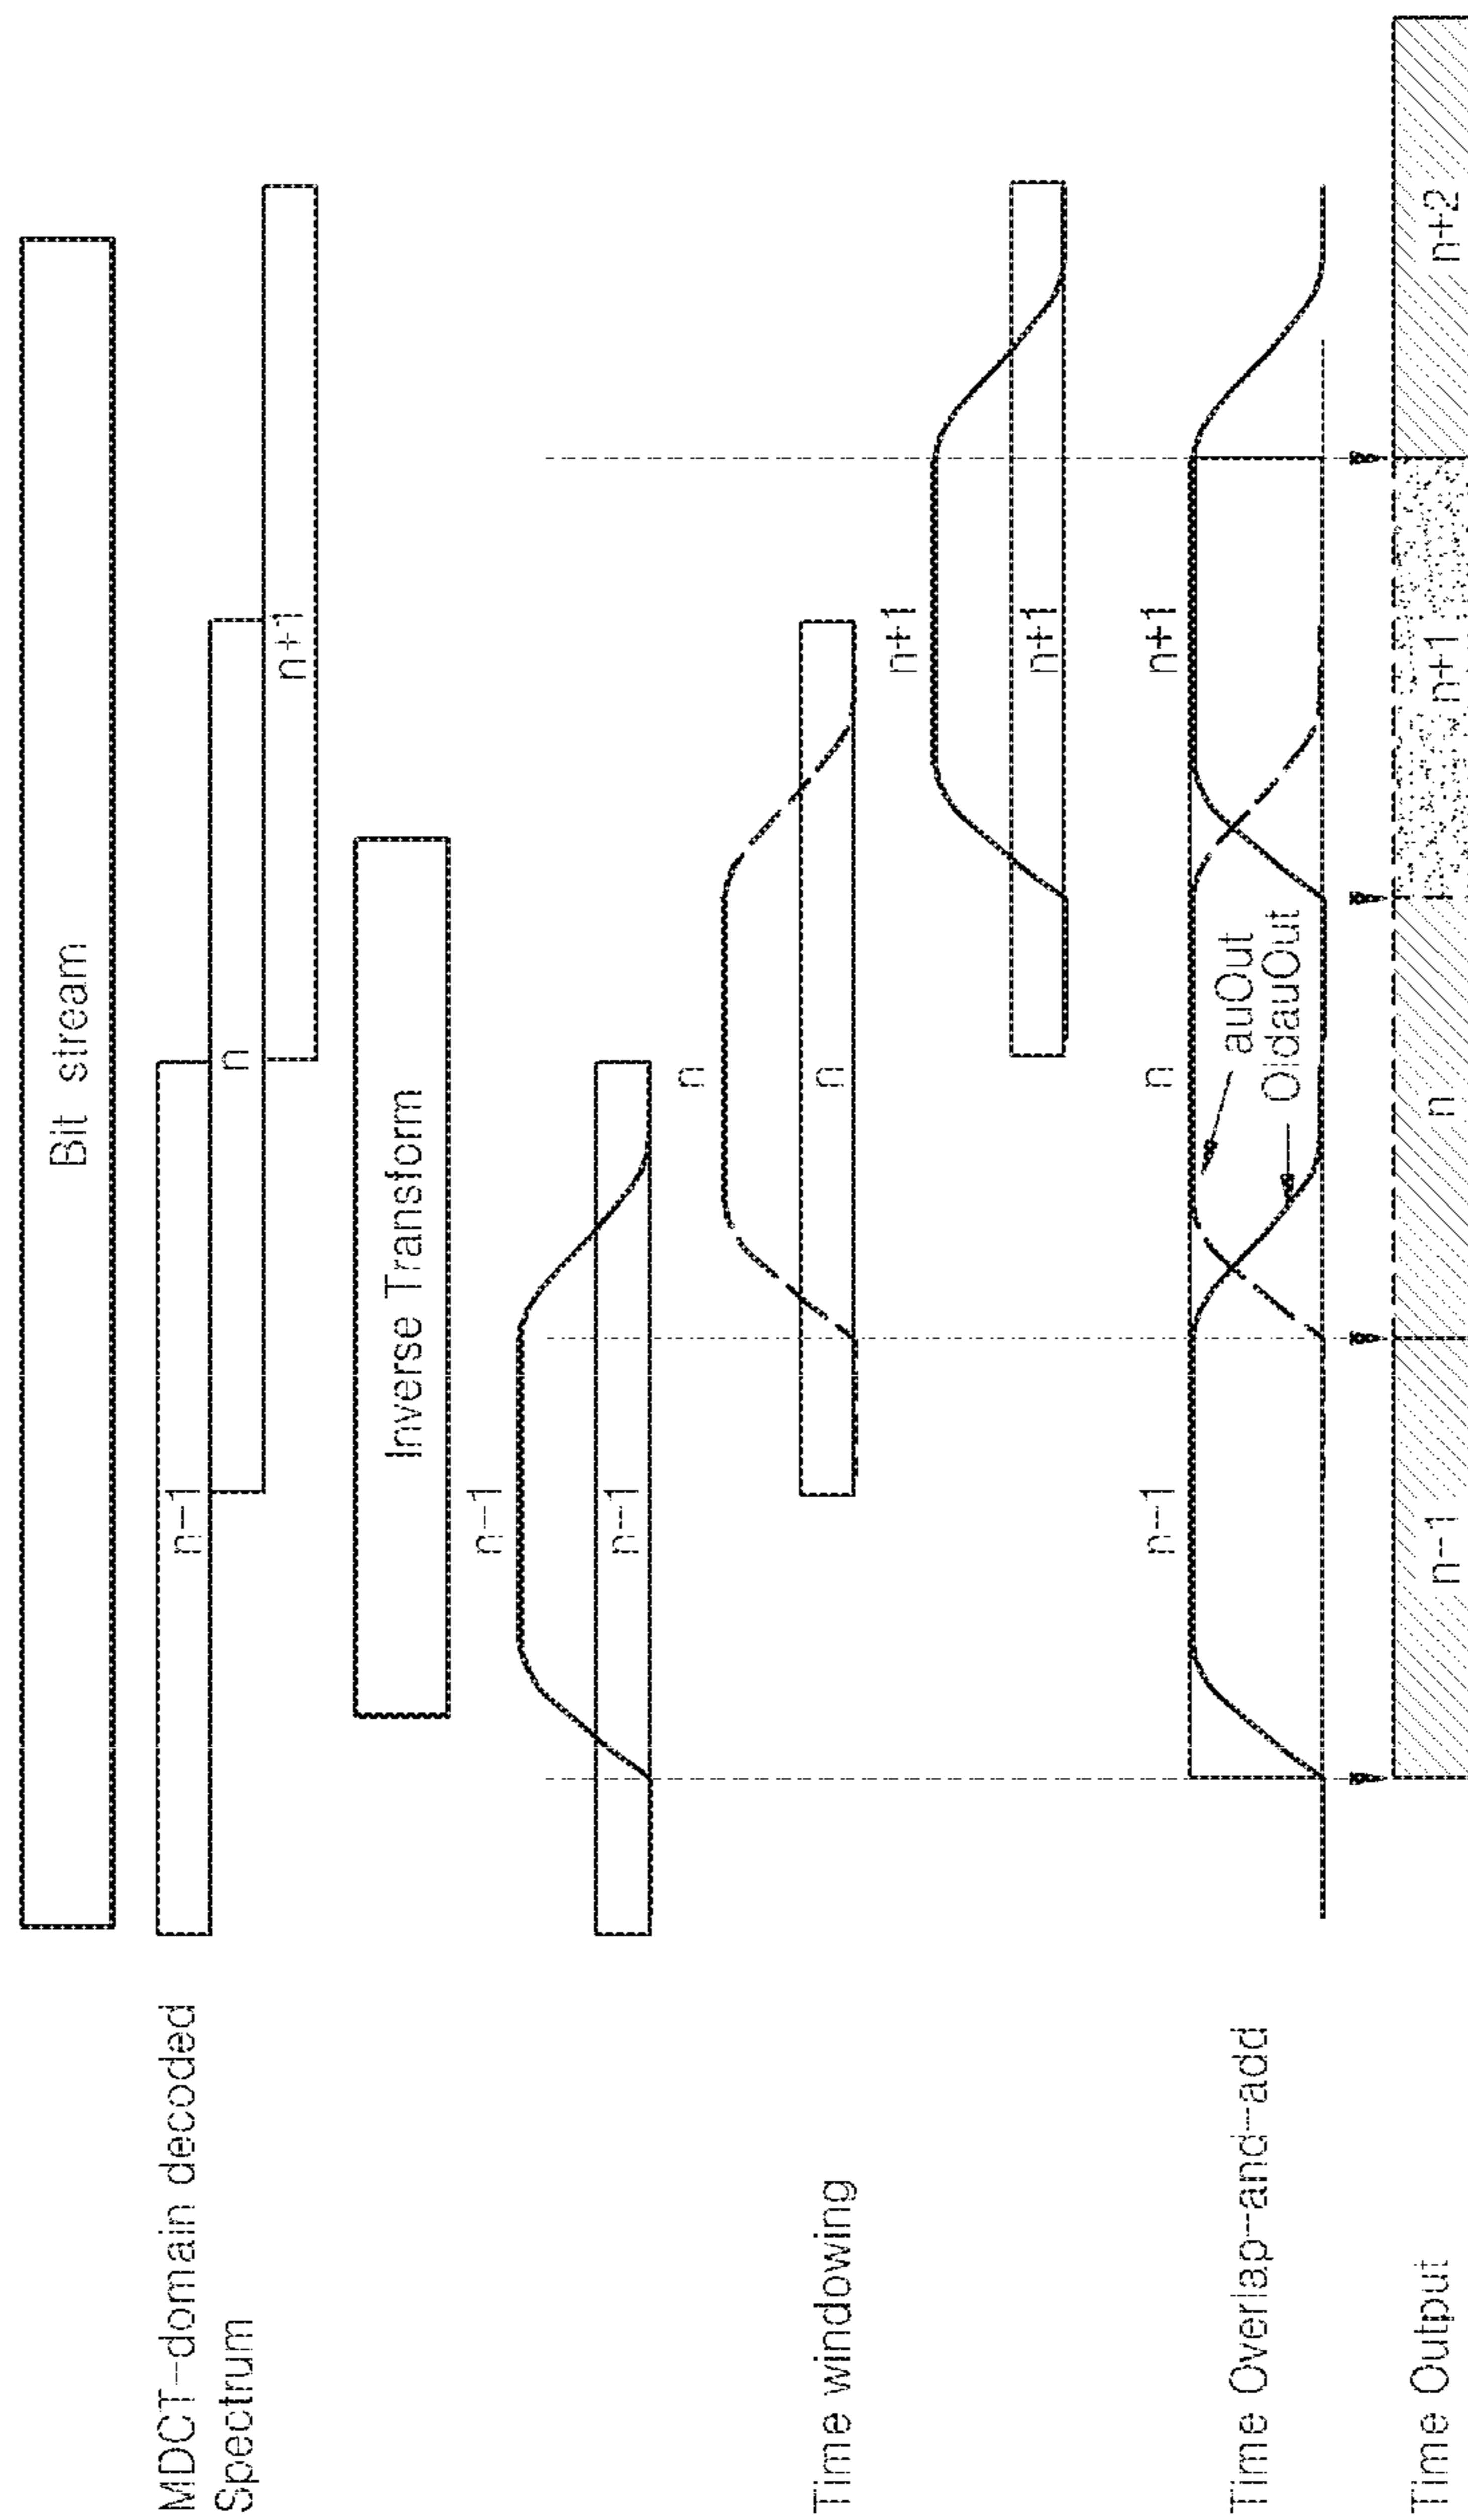 Bit stream
MDCT-domain decoded
Spectrum
n-1
n
n+1
Inverse Transform
n-1
n-1
Time windowing
n
n
n+1
n+1
Time Overlap-and-add
n-1
n
n+1
auOut
OldauOut
Time Output
n-1
n
n+1
n+2